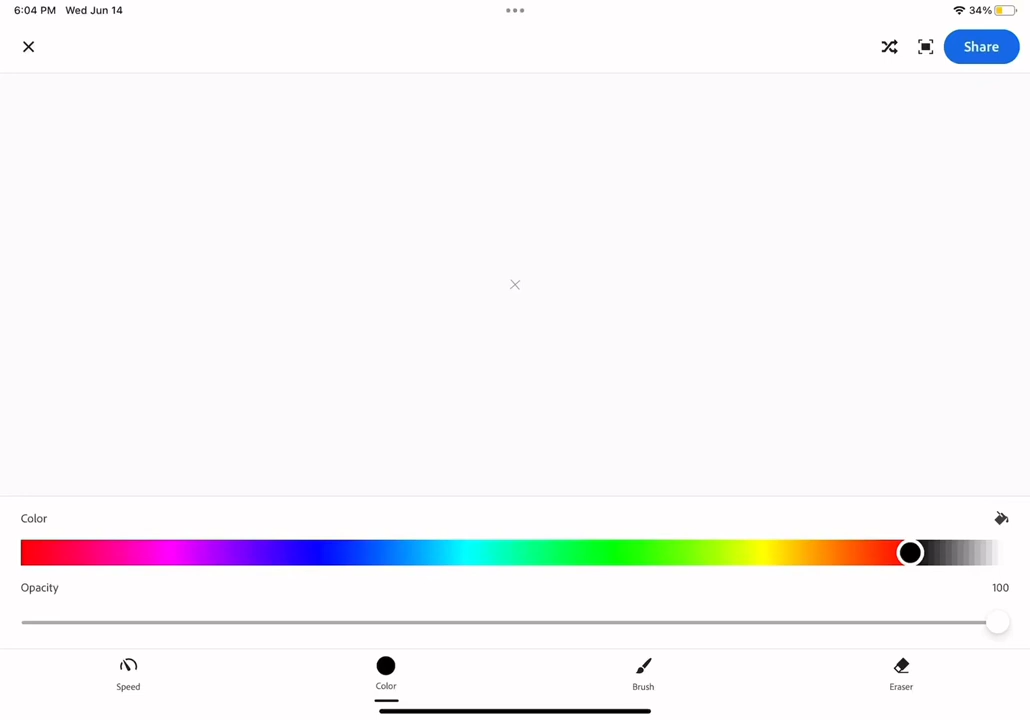 6:04 PM Wed Jun 14
34%
Share
Color
Opacity
100
Speed
Color
Brush
Eraser